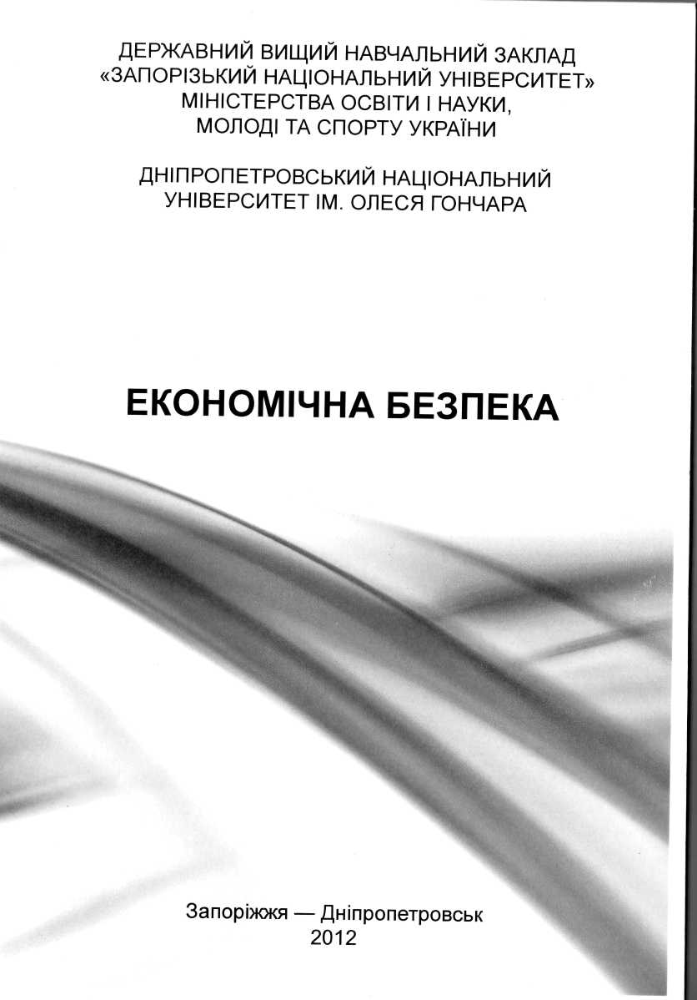 ДЕРЖАВНИЙ ВИЩИЙ НАВЧАЛЬНИЙ ЗАКЛАД
«ЗАПОРІЗЬКИЙ НАЦІОНАЛЬНИЙ УНІВЕРСИТЕТ»
МІНІСТЕРСТВА ОСВІТИ І НАУКИ,
МОЛОДІ ТА СПОРТУ УКРАЇНИ
ДНІПРОПЕТРОВСЬКИЙ НАЦІОНАЛЬНИЙ
УНІВЕРСИТЕТ ІМ. ОЛЕСЯ ГОНЧАРА
ЕКОНОМІЧНА БЕЗПЕКА
Запоріжжя — Дніпропетровськ
2012